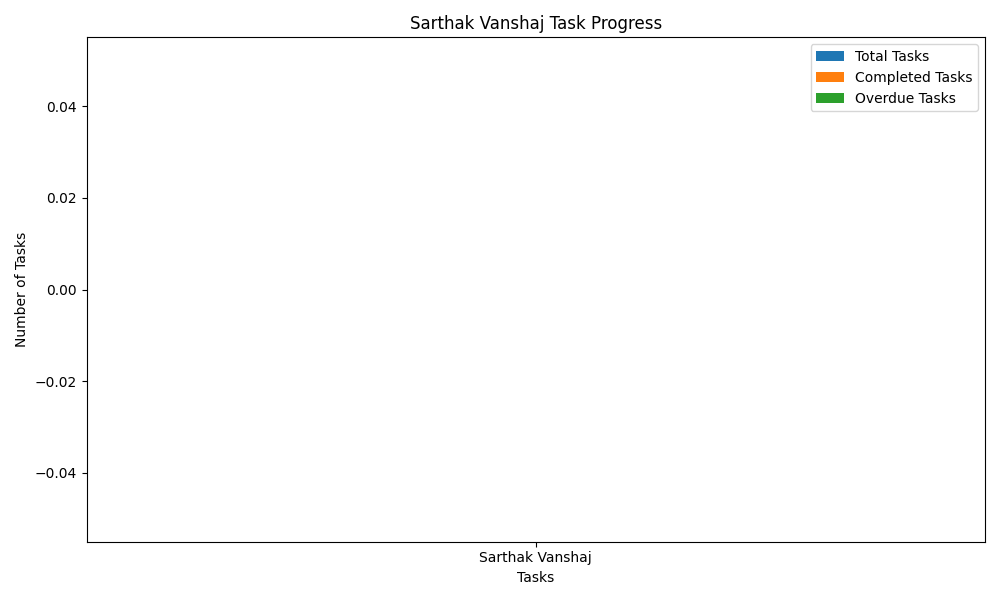 Sarthak Vanshaj Task Progress
Total Tasks
Completed Tasks
Overdue Tasks
0.04
0.02
0.00
−0.02
−0.04
Number of Tasks
Sarthak Vanshaj
Tasks